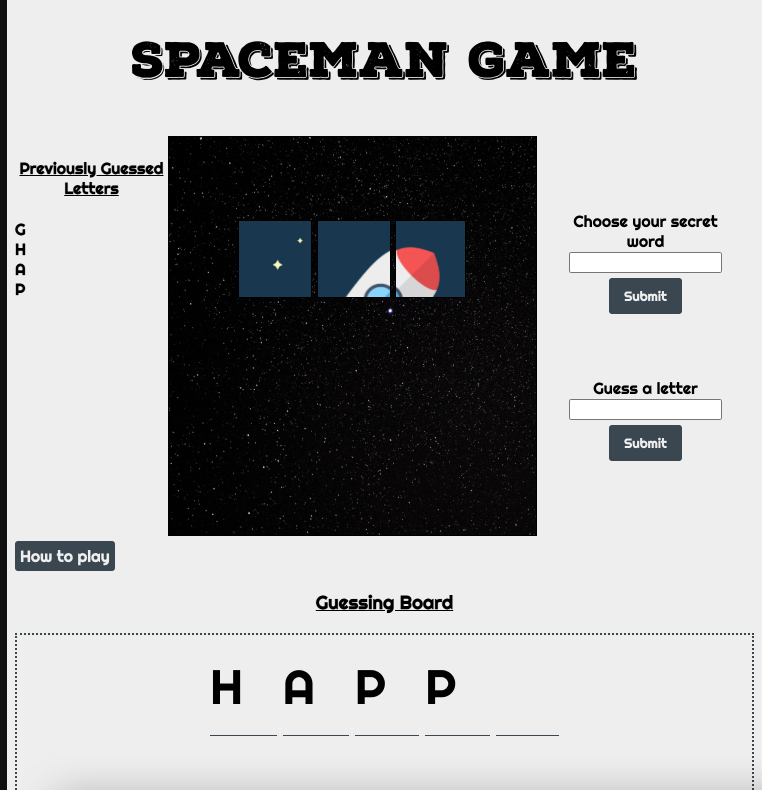 SPACEMAN GAME
Previously Guessed
Letters
G
H
A
P
Choose your secret
word
Submit
Guess a letter
Submit
How to play
Guessing Board
H A P P